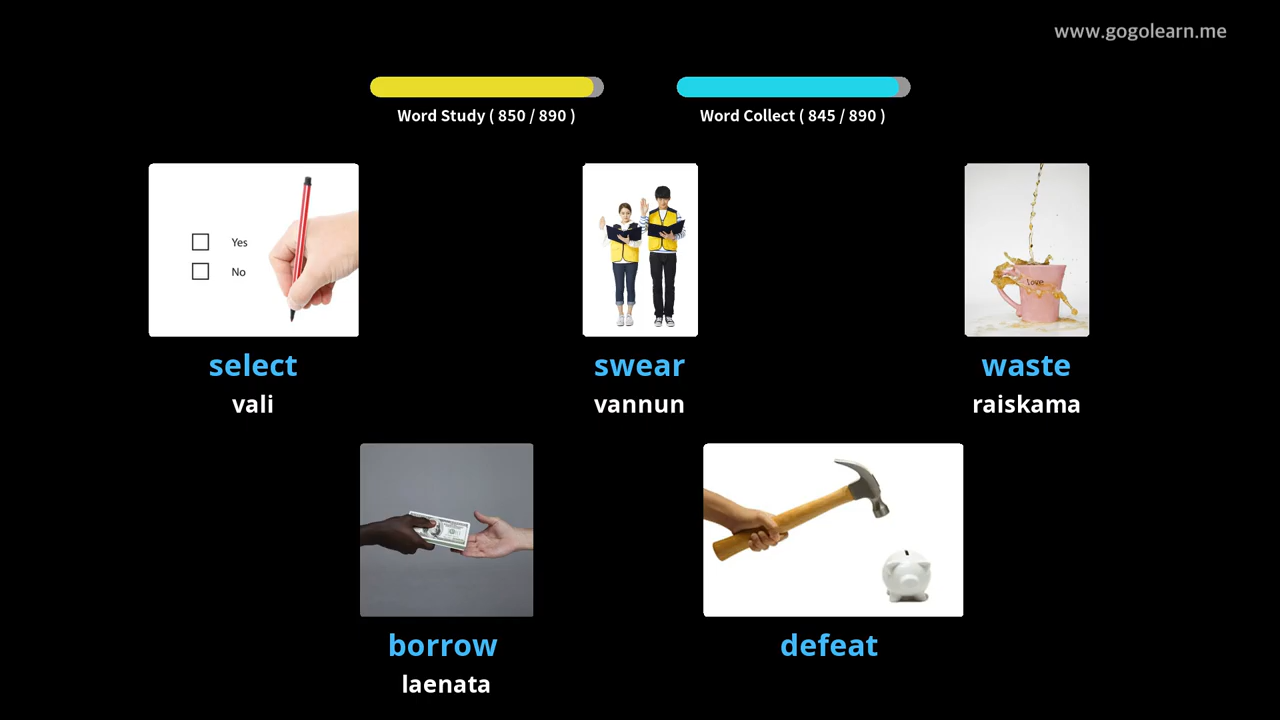 www.gogolearn.me
Word Study ( 850 / 890 )
Word Collect ( 845 / 890 )
Yes
No
love
select
swear
waste
vali
vannun
raiskama
borrow
defeat
laenata